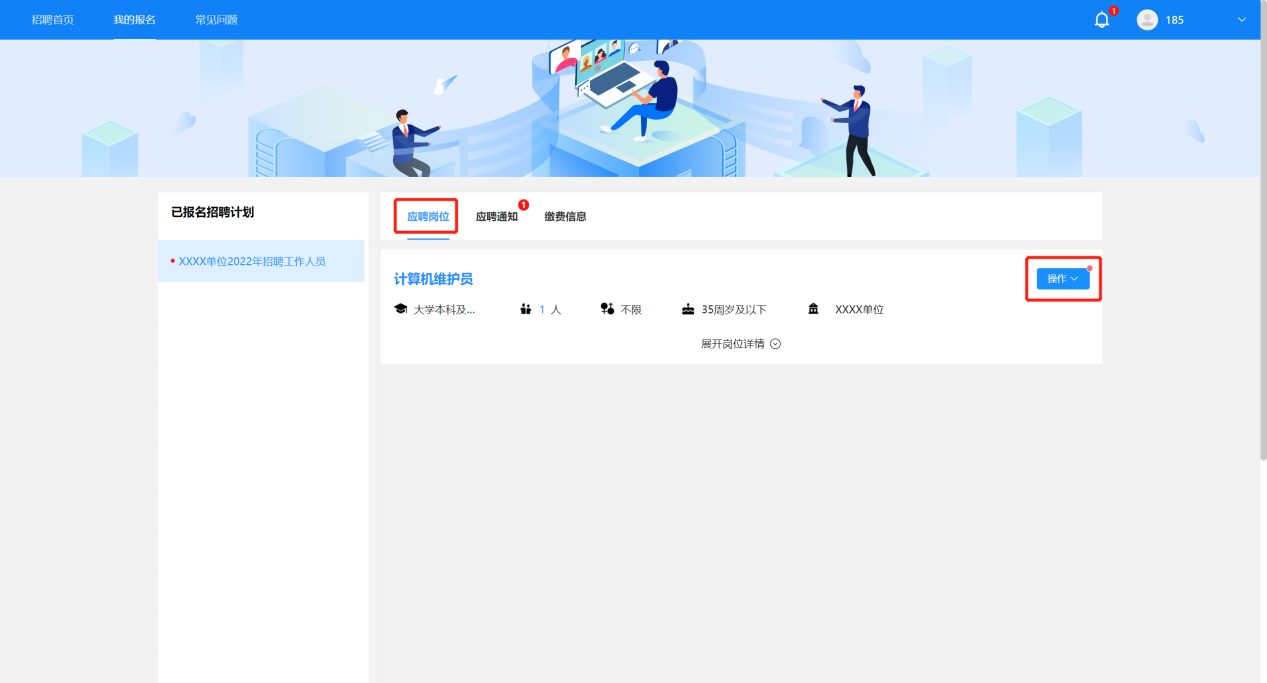 招聘首页 我的报名 常见问题 1 185
已报名招聘计划
XXXX单位2022年招聘工作人员
应聘岗位 应聘通知 1 缴费信息
计算机维护员 操作
大学本科及... 1 人 不限 35周岁及以下 XXXX单位
展开岗位详情